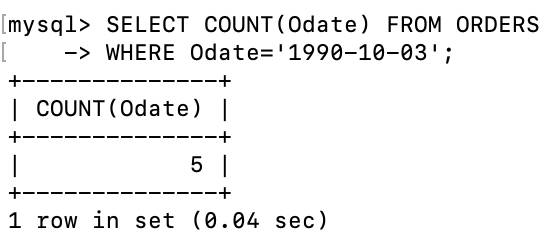 [mysql> SELECT COUNT(Odate) FROM ORDERS
[    -> WHERE Odate='1990-10-03';
+--------------+
| COUNT(Odate) |
+--------------+
|            5 |
+--------------+
1 row in set (0.04 sec)